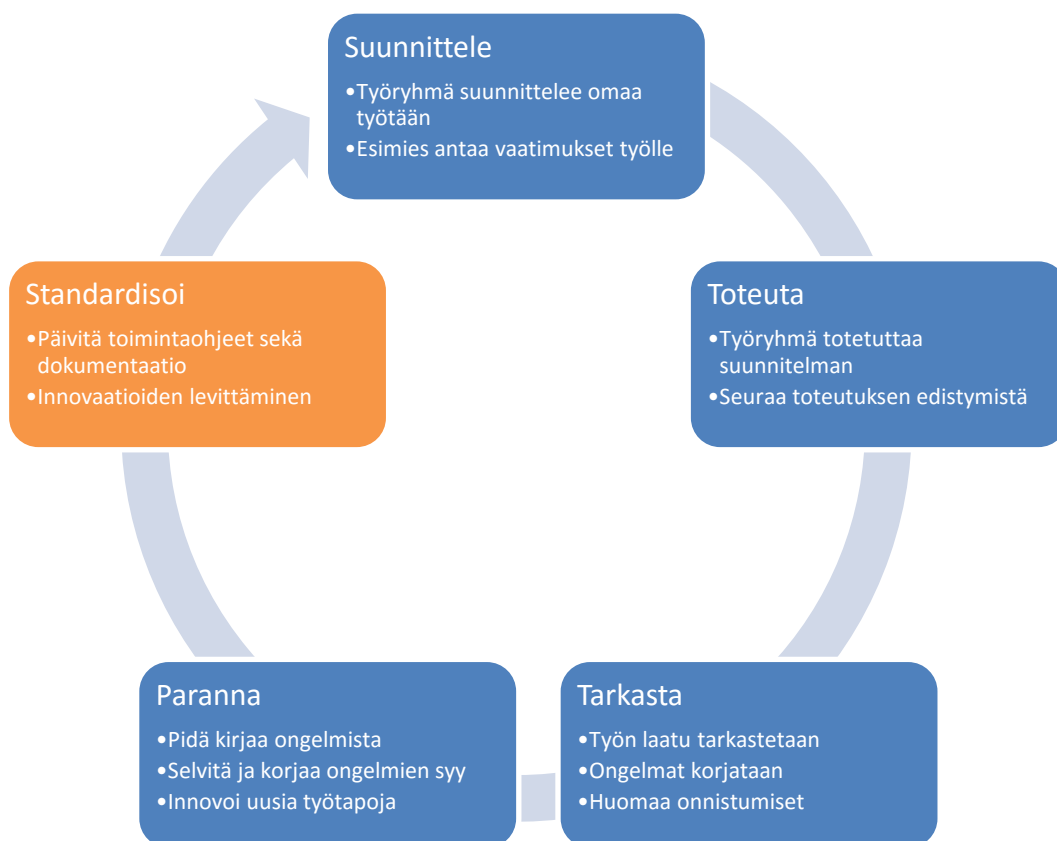 Suunnittele
•Työryhmä suunnittelee omaa
työtään
•Esimies antaa vaatimukset työlle
Toteuta
•Työryhmä totetuttaa
suunnitelman
•Seuraa toteutuksen edistymistä
Tarkasta
•Työn laatu tarkastetaan
•Ongelmat korjataan
•Huomaa onnistumiset
Paranna
•Pidä kirjaa ongelmista
•Selvitä ja korjaa ongelmien syy
•Innovoi uusia työtapoja
Standardisoi
•Päivitä toimintaohjeet sekä
dokumentaatio
•Innovaatioiden levittäminen